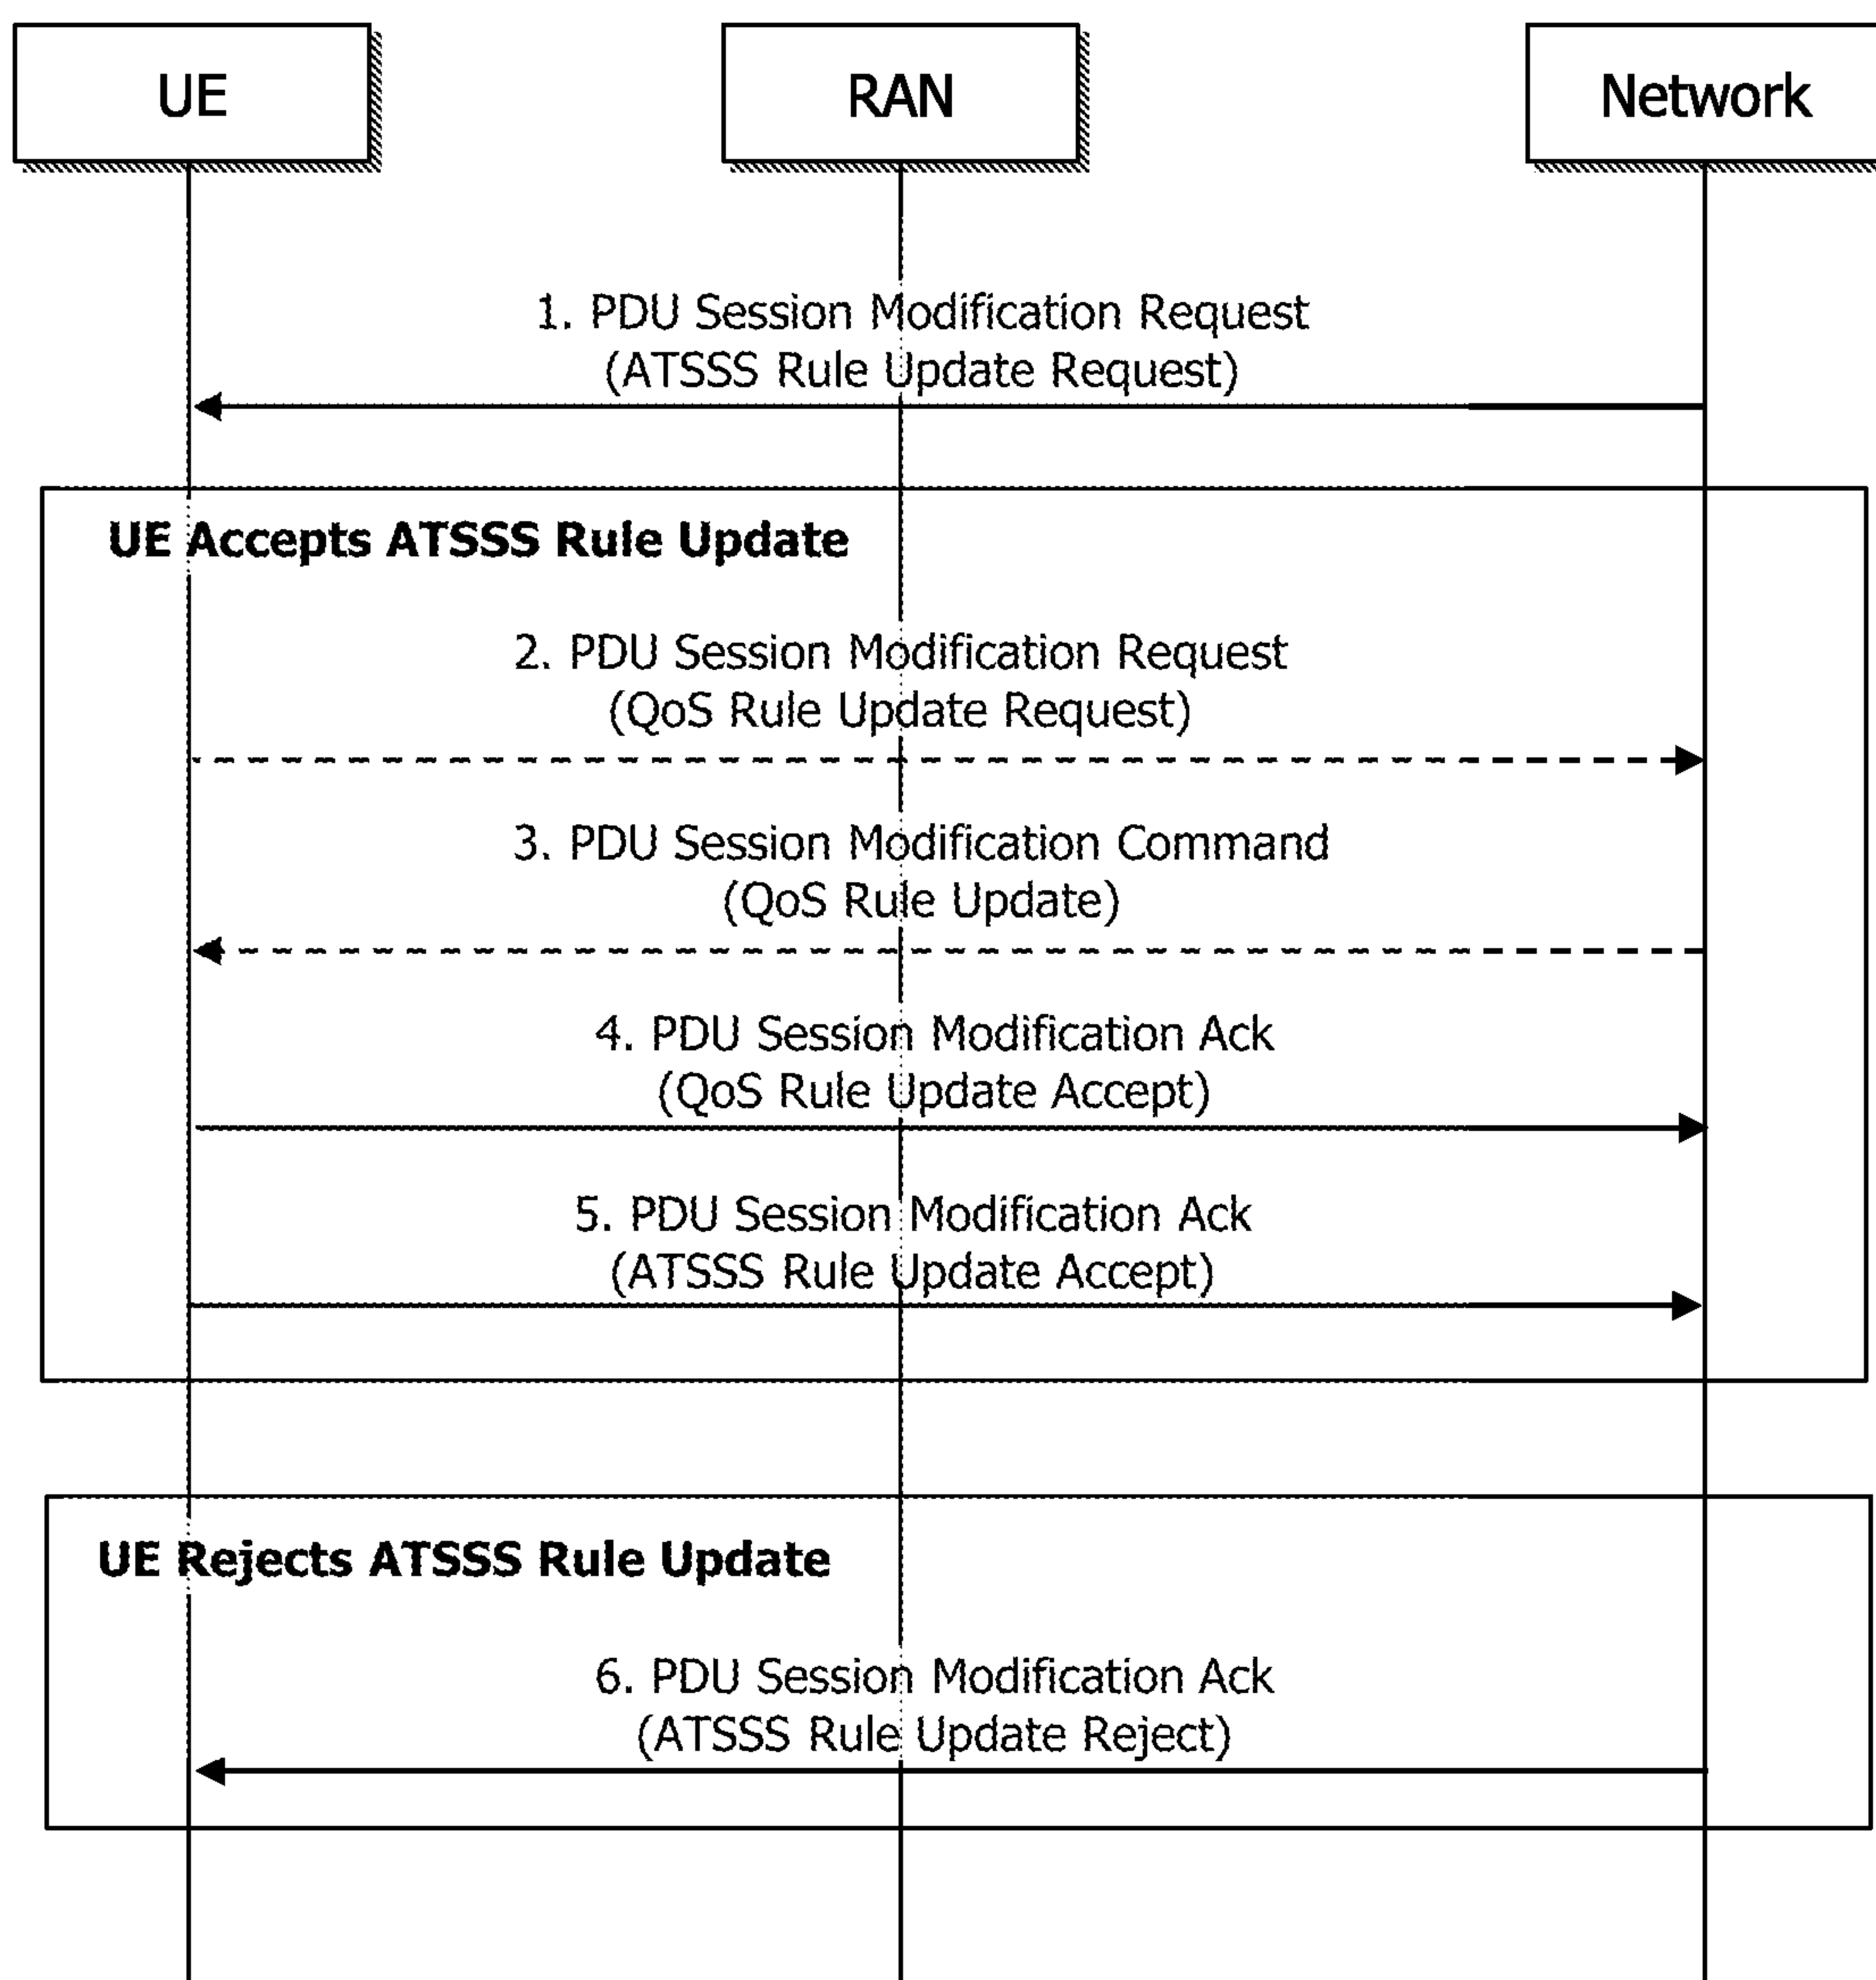 UE
RAN
Network
1. PDU Session Modification Request
(ATSSS Rule Update Request)
UE Accepts ATSSS Rule Update
2. PDU Session Modification Request
(QoS Rule Update Request)
3. PDU Session Modification Command
(QoS Rule Update)
4. PDU Session Modification Ack
(QoS Rule Update Accept)
5. PDU Session Modification Ack
(ATSSS Rule Update Accept)
UE Rejects ATSSS Rule Update
6. PDU Session Modification Ack
(ATSSS Rule Update Reject)